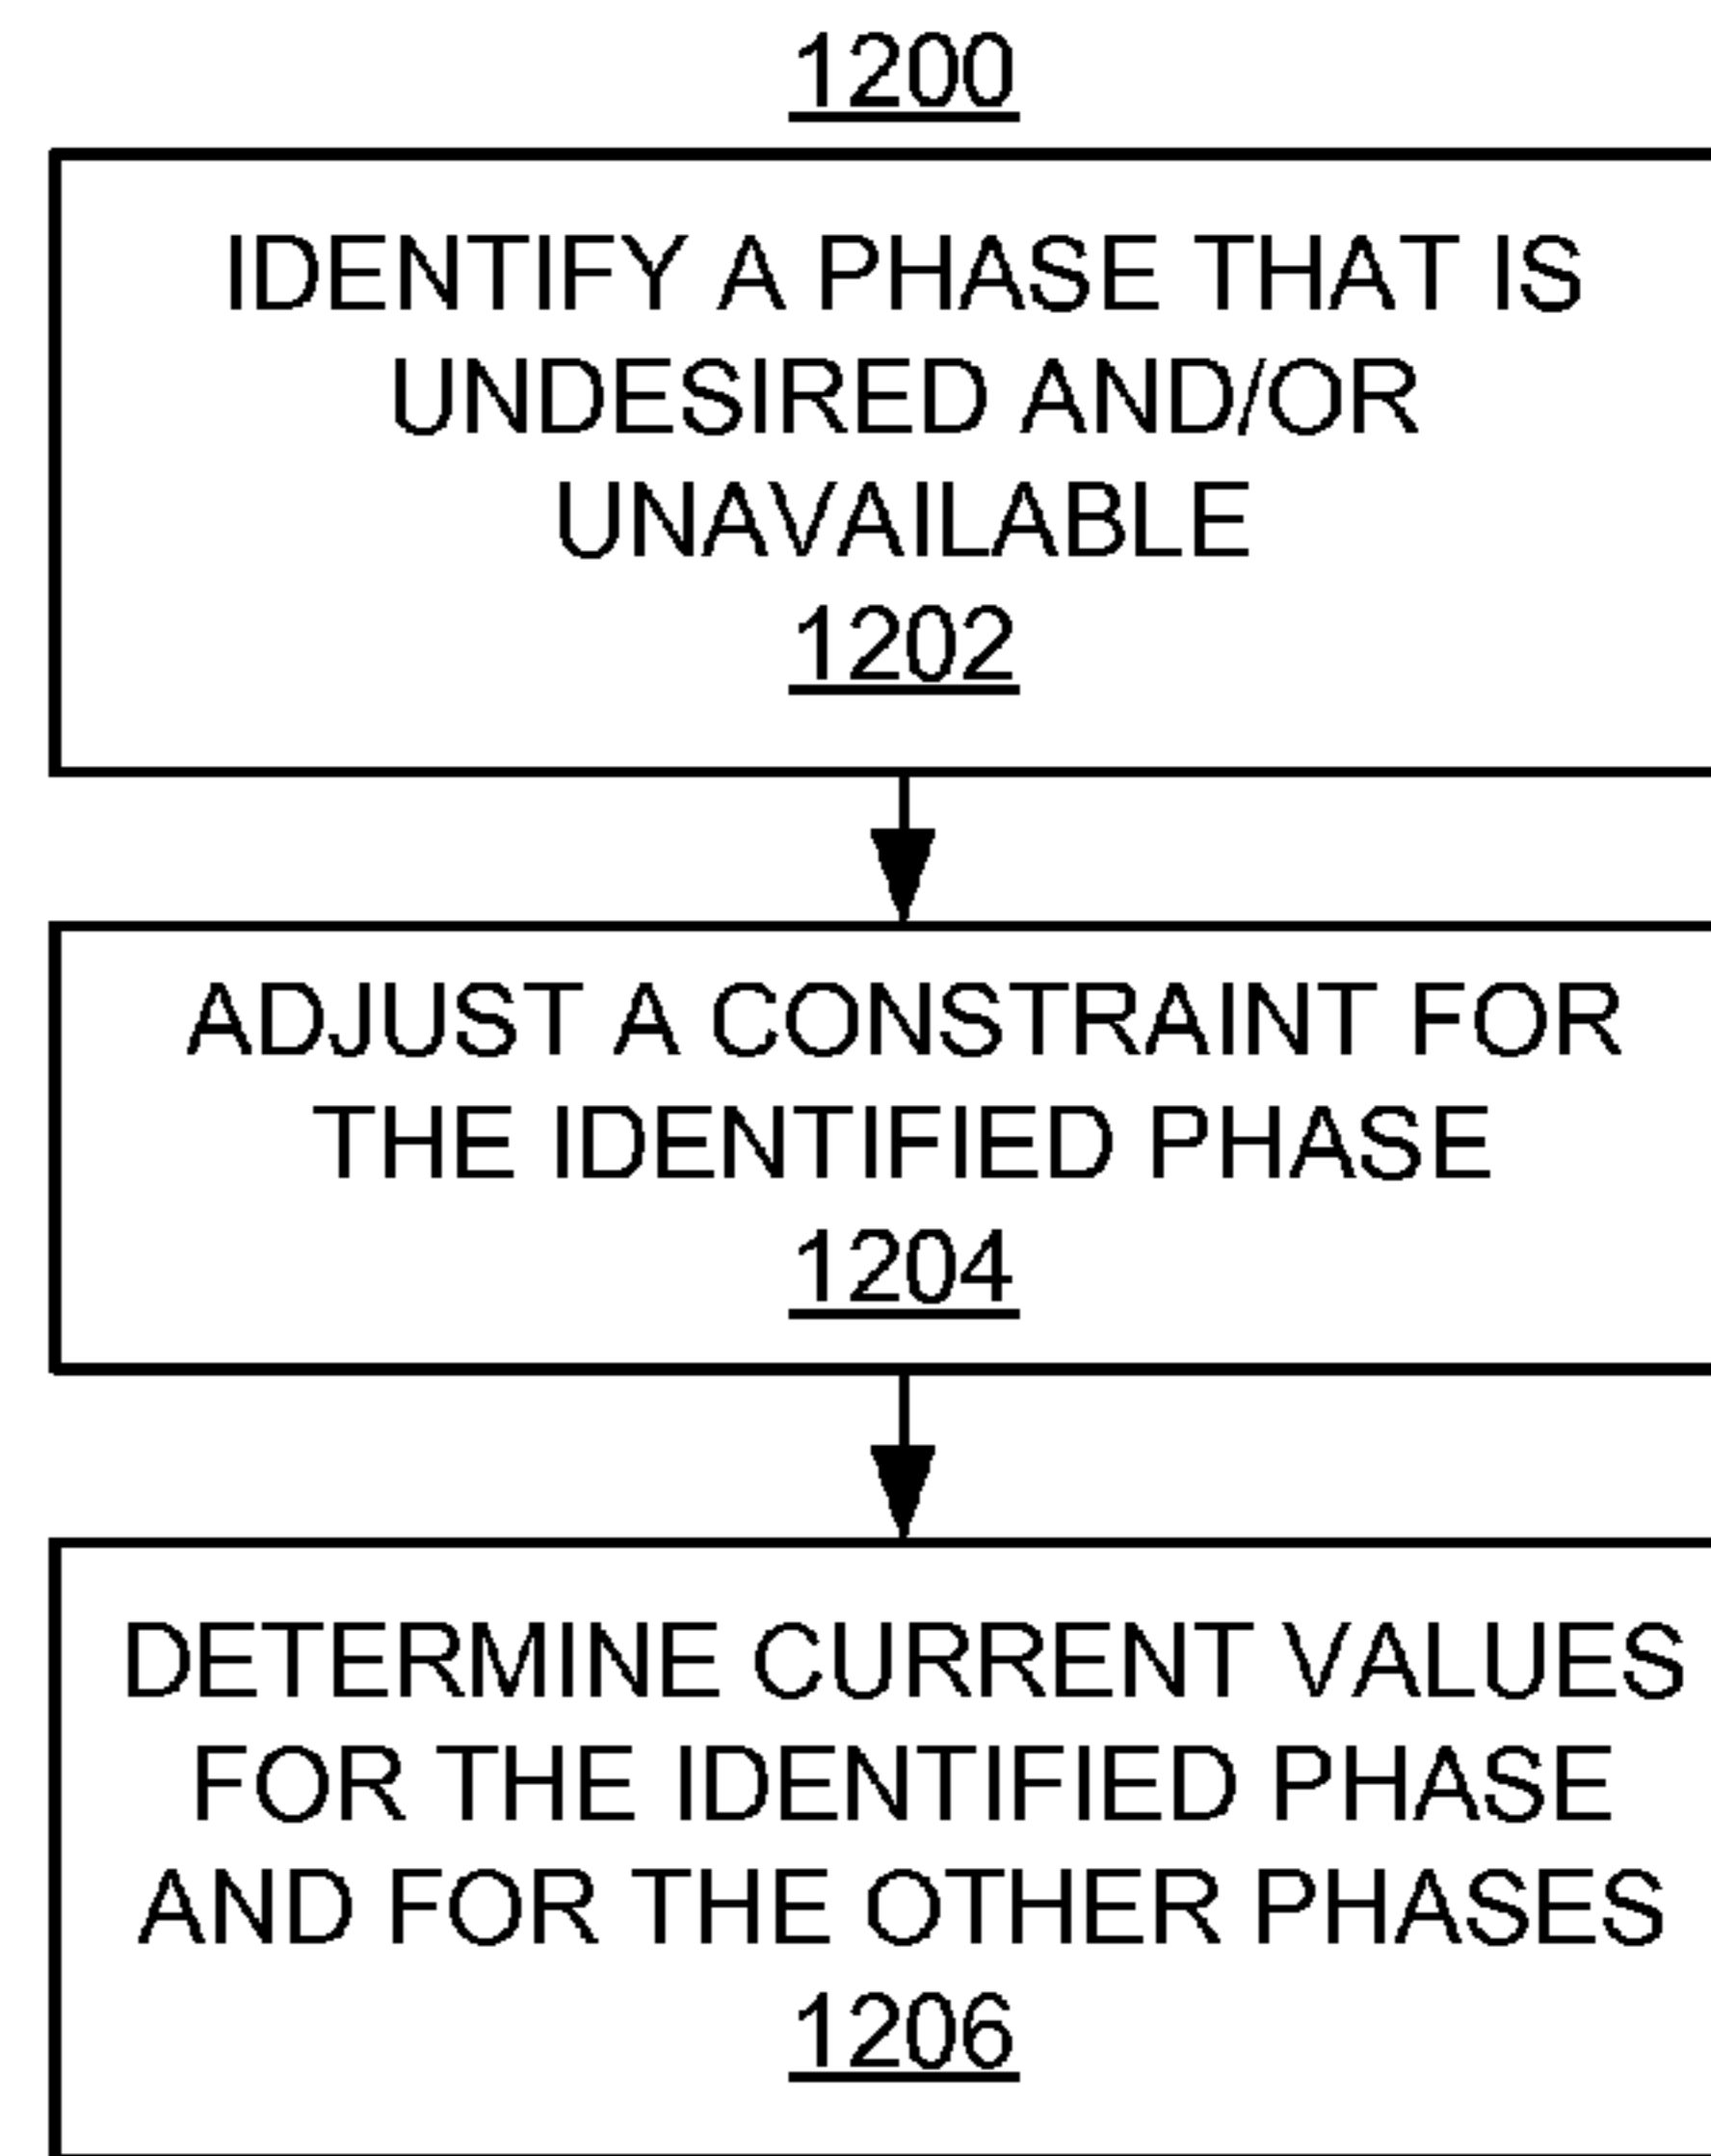 1200
IDENTIFY A PHASE THAT IS
UNDESIRED AND/OR
UNAVAILABLE
1202
ADJUST A CONSTRAINT FOR
THE IDENTIFIED PHASE
1204
DETERMINE CURRENT VALUES
FOR THE IDENTIFIED PHASE
AND FOR THE OTHER PHASES
1206